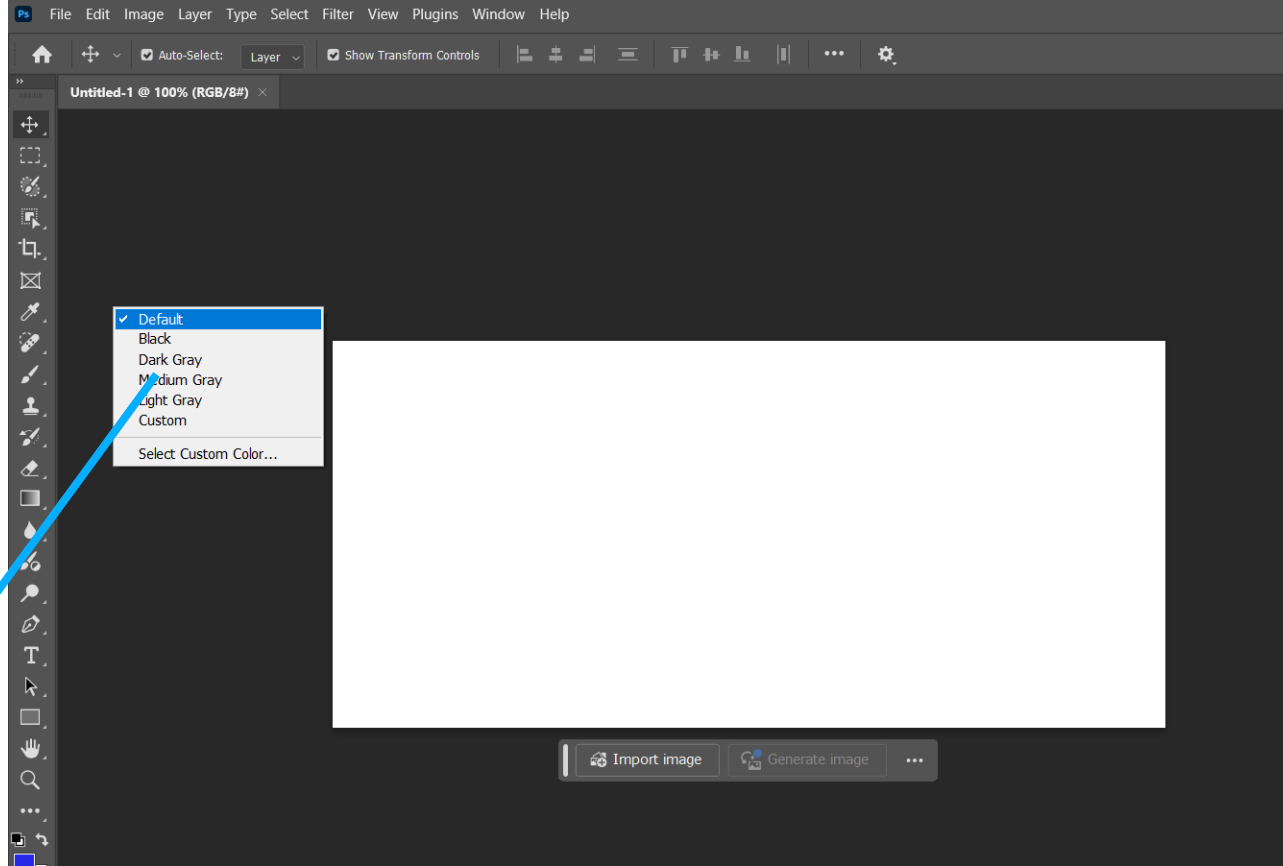 Ps File Edit Image Layer Type Select Filter View Plugins Window Help
Auto-Select: Layer Show Transform Controls
Untitled-1 @ 100% (RGB/8#)
Default
Black
Dark Gray
Medium Gray
Light Gray
Custom
Select Custom Color...
Import image Generate image